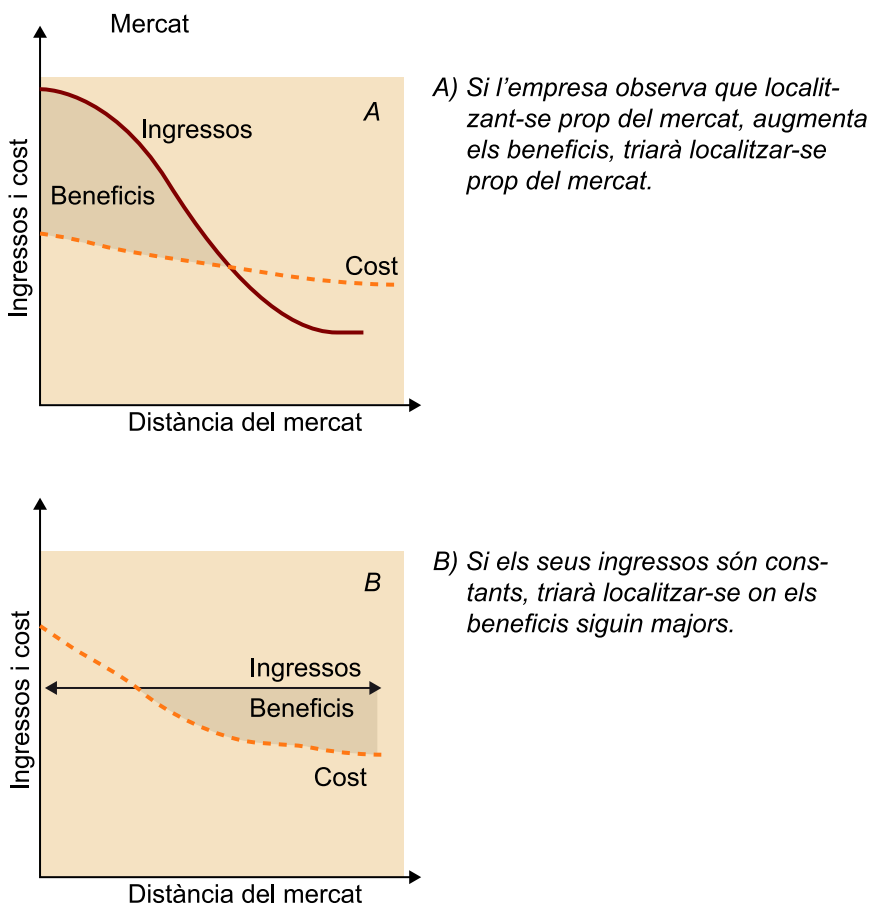 Mercat
A
Ingressos
Beneficis
Cost
Ingressos i cost
Distància del mercat
A) Si l’empresa observa que localit-
zant-se prop del mercat, augmenta
els beneficis, triarà localitzar-se
prop del mercat.
B
Ingressos
Beneficis
Cost
Ingressos i cost
Distància del mercat
B) Si els seus ingressos són cons-
tants, triarà localitzar-se on els
beneficis siguin majors.